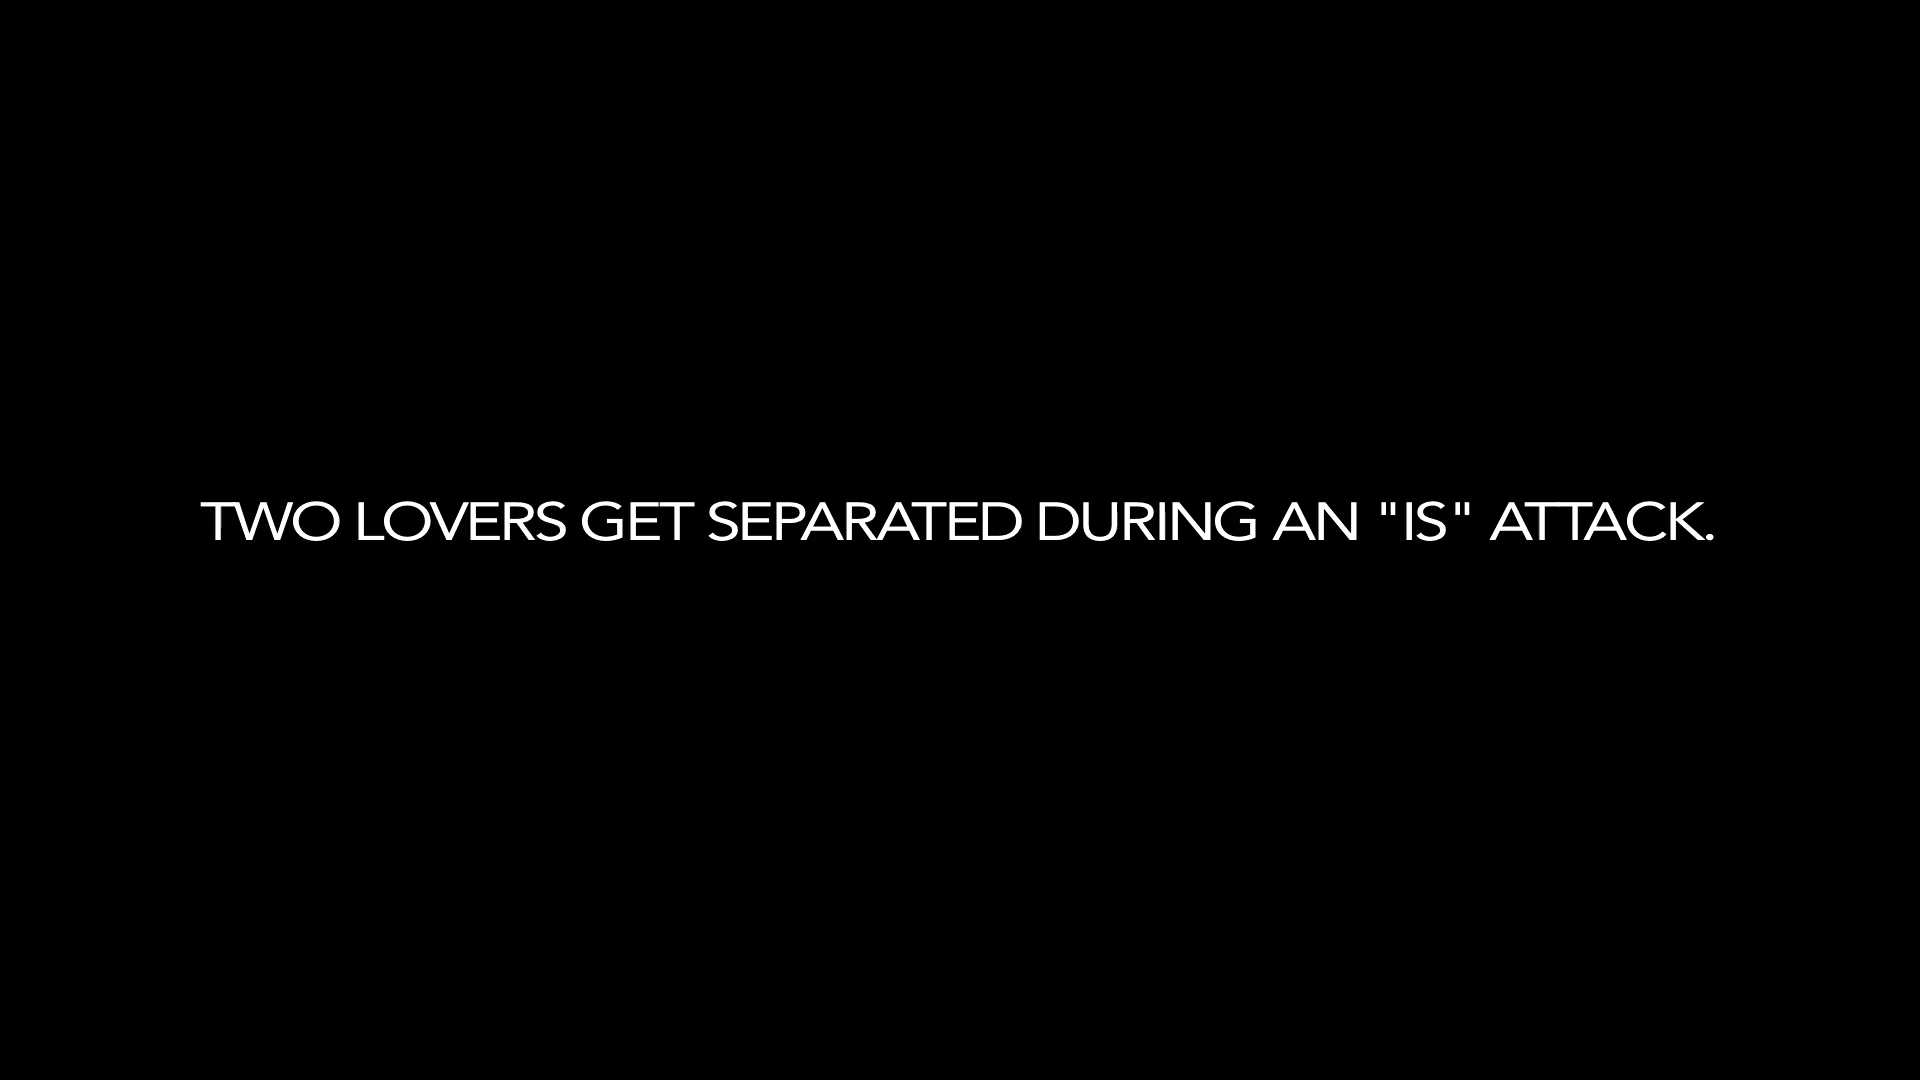 TWO LOVERS GET SEPARATED DURING AN "IS" ATTACK.